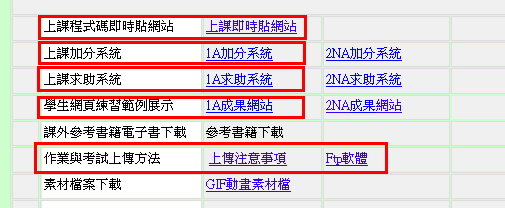 上課程式碼即時貼網站 上課即時貼網站
上課加分系統 1A加分系統 2NA加分系統
上課求助系統 1A求助系統 2NA求助系統
學生網頁練習範例展示 1A成果網站 2NA成果網站
課外參考書籍電子書下載 參考書籍
作業與考試上傳方法 上傳注意事項 Ftp軟體
素材檔案下載 GIF動畫素材檔